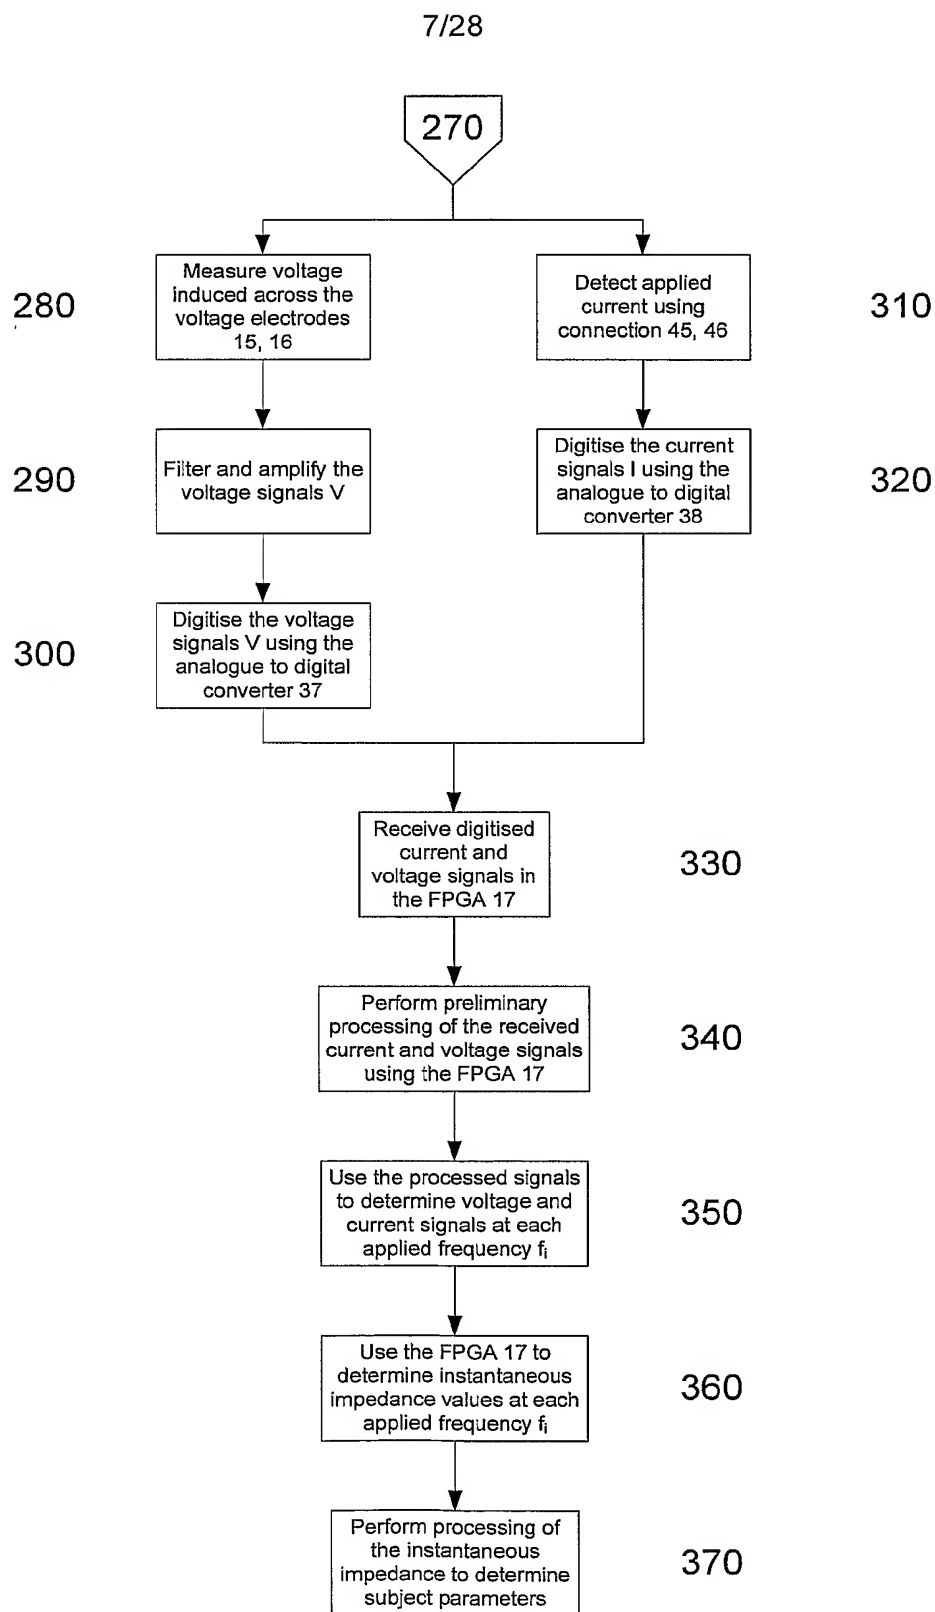 7/28
270
280
Measure voltage
induced across the
voltage electrodes
15, 16
Detect applied
current using
connection 45, 46
310
290
Filter and amplify the
voltage signals V
Digitise the current
signals I using the
analogue to digital
converter 38
320
300
Digitise the voltage
signals V using the
analogue to digital
converter 37
Receive digitised
current and
voltage signals in
the FPGA 17
330
Perform preliminary
processing of the received
current and voltage signals
using the FPGA 17
340
Use the processed signals
to determine voltage and
current signals at each
applied frequency fi
350
Use the FPGA 17 to
determine instantaneous
impedance values at each
applied frequency fi
360
Perform processing of
the instantaneous
impedance to determine
subject parameters
370